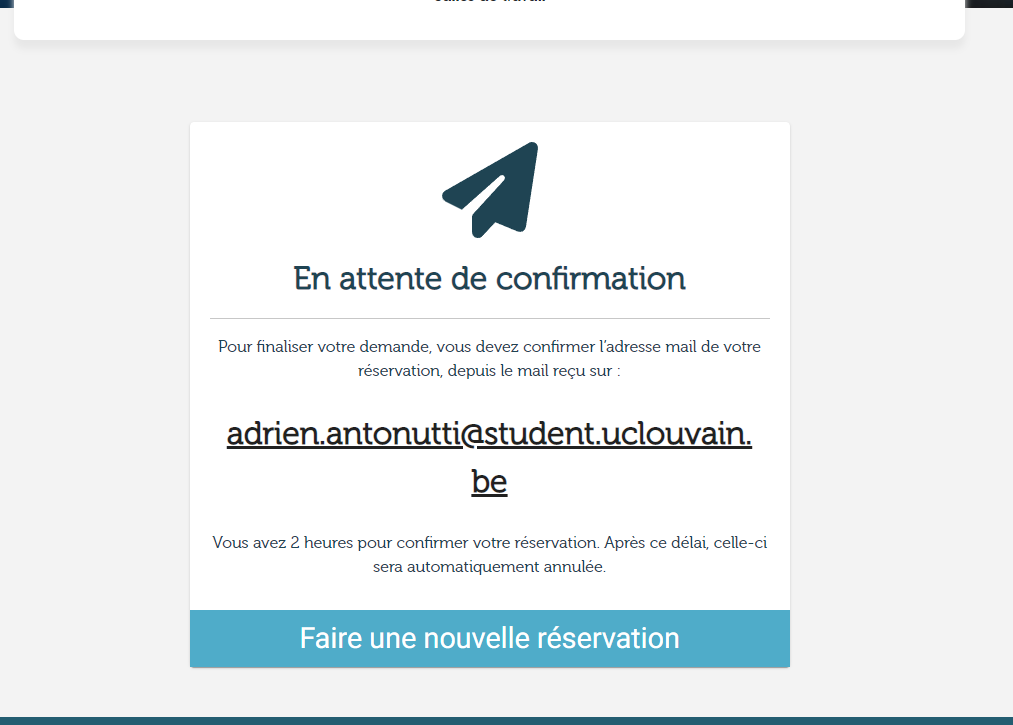 En attente de confirmation
Pour finaliser votre demande, vous devez confirmer l'adresse mail de votre
réservation, depuis le mail reçu sur :
adrien.antonutti@student.uclouvain.
be
Vous avez 2 heures pour confirmer votre réservation. Après ce délai, celle-ci
sera automatiquement annulée.
Faire une nouvelle réservation